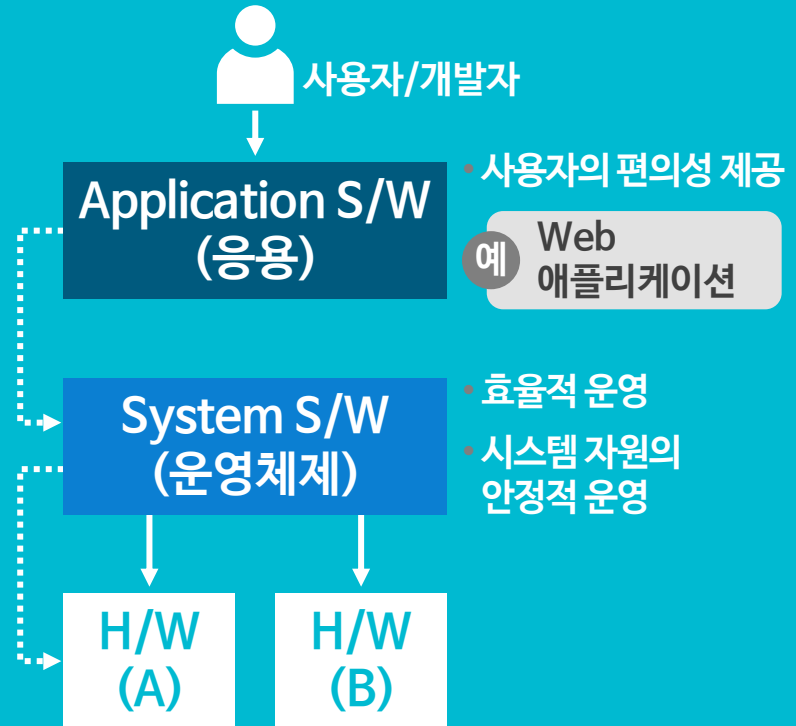 사용자/개발자
Application S/W
(응용)
• 사용자의 편의성 제공
예
Web
애플리케이션
System S/W
(운영체제)
• 효율적 운영
• 시스템 자원의
안정적 운영
H/W
(A)
H/W
(B)